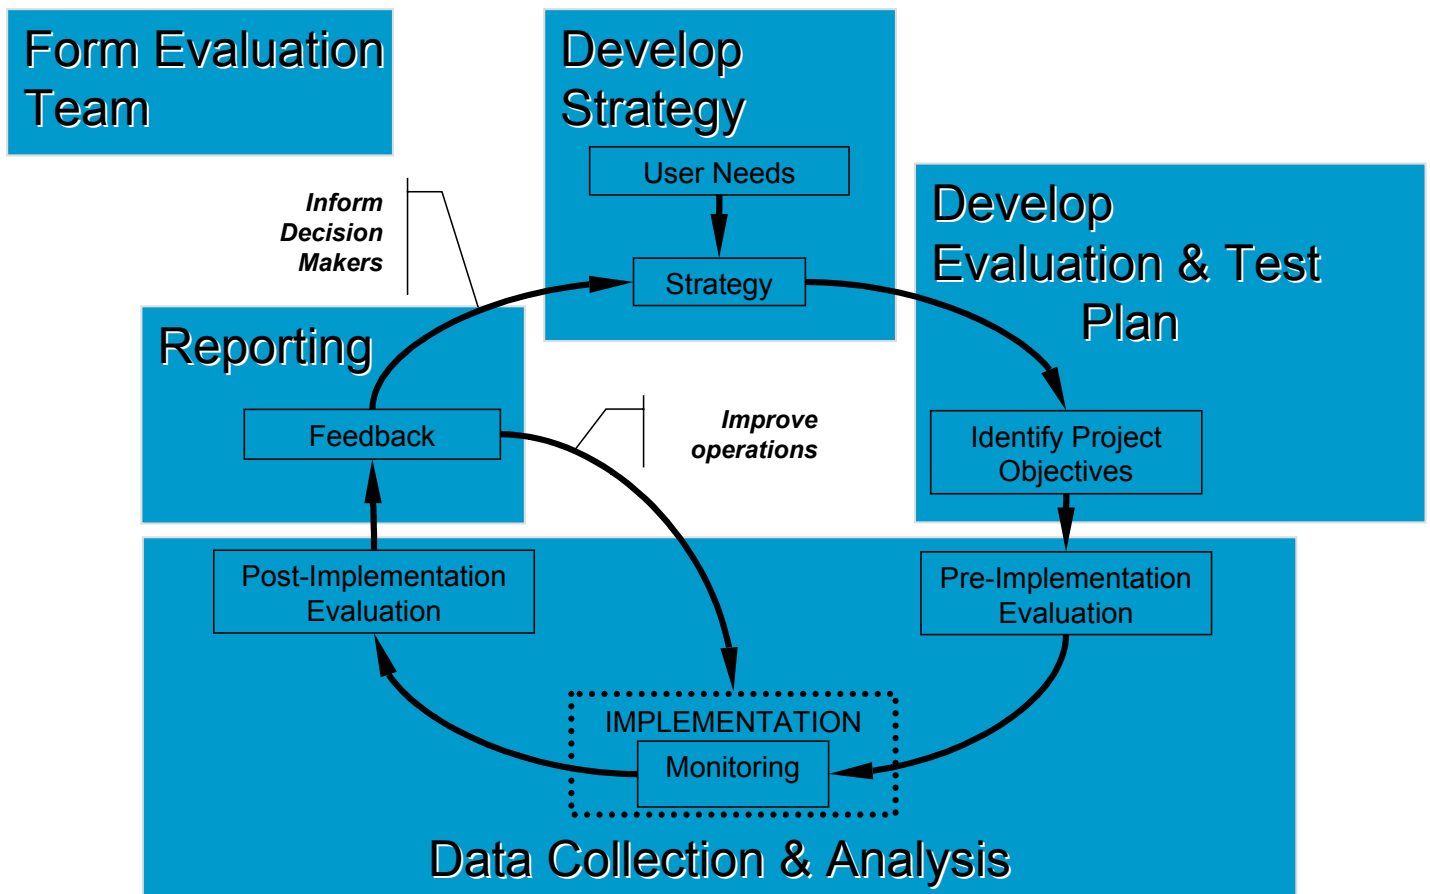 Form Evaluation
Team
Develop
Strategy
User Needs
Strategy
Inform
Decision
Makers
Develop
Evaluation & Test
Plan
Identify Project
Objectives
Reporting
Feedback
Improve
operations
Post-Implementation
Evaluation
Pre-Implementation
Evaluation
IMPLEMENTATION
Monitoring
Data Collection & Analysis